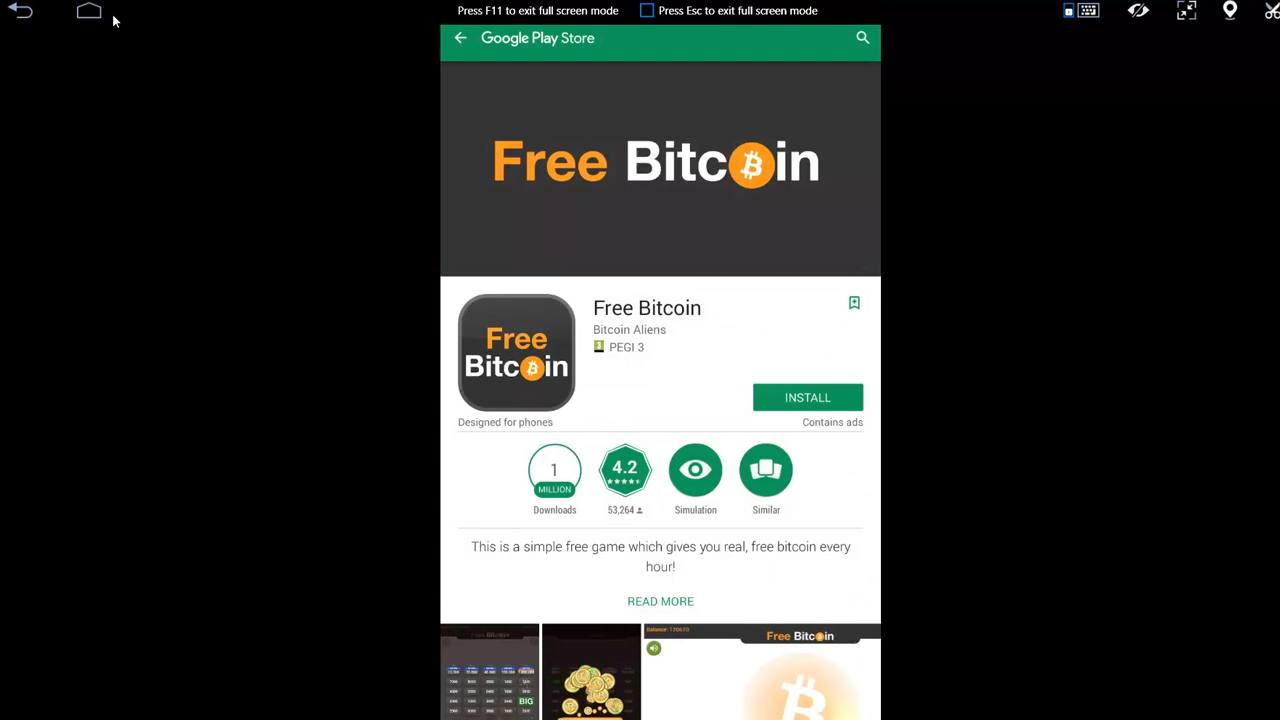 Press F11 to exit full screen mode
Press Esc to exit full screen mode
Google Play Store
Free Bitcoin
Free Bitcoin
Free Bitcoin
Bitcoin Aliens
3 PEGI 3
INSTALL
Designed for phones
Contains ads
1
MILLION
4.2
Downloads
53,264
Simulation
Similar
This is a simple free game which gives you real, free bitcoin every
hour!
READ MORE
Free Bitcoin
BIG